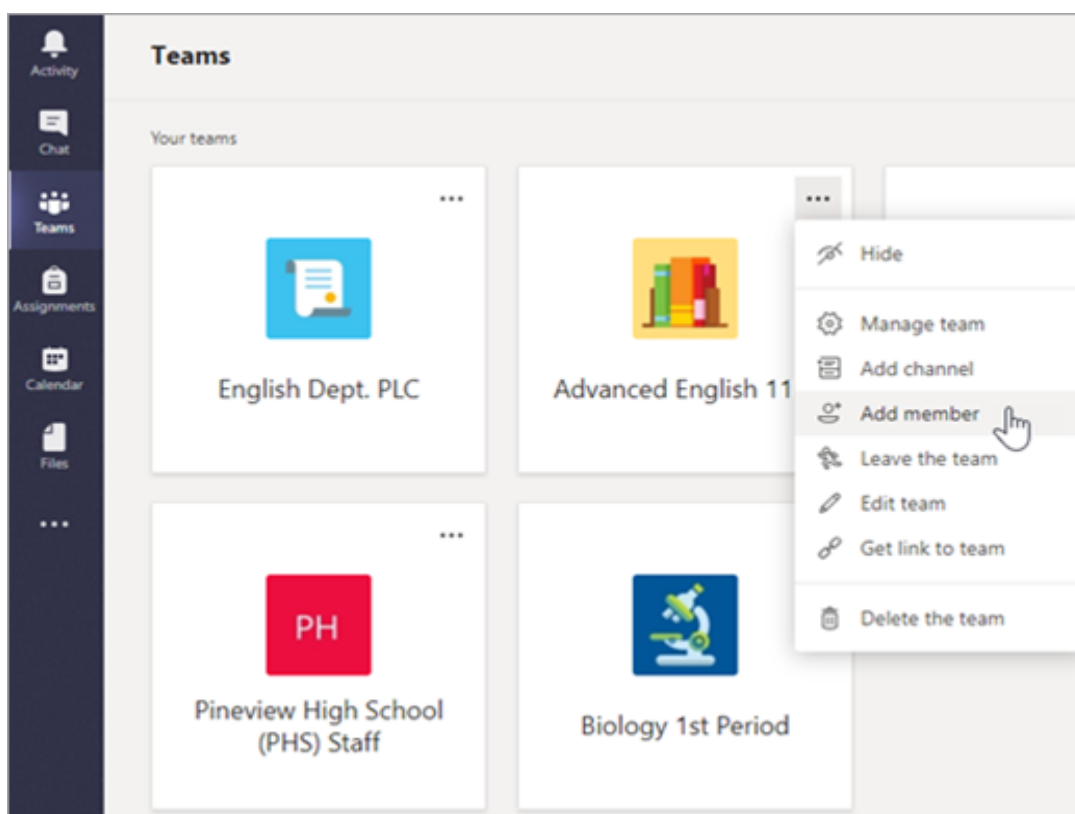 Activity
Chat
Teams
Assignments
Calendar
Files
Teams
Your teams
English Dept. PLC
Advanced English 11
Hide
Manage team
Add channel
Add member
Leave the team
Edit team
Get link to team
Delete the team
PH
Pineview High School
(PHS) Staff
Biology 1st Period